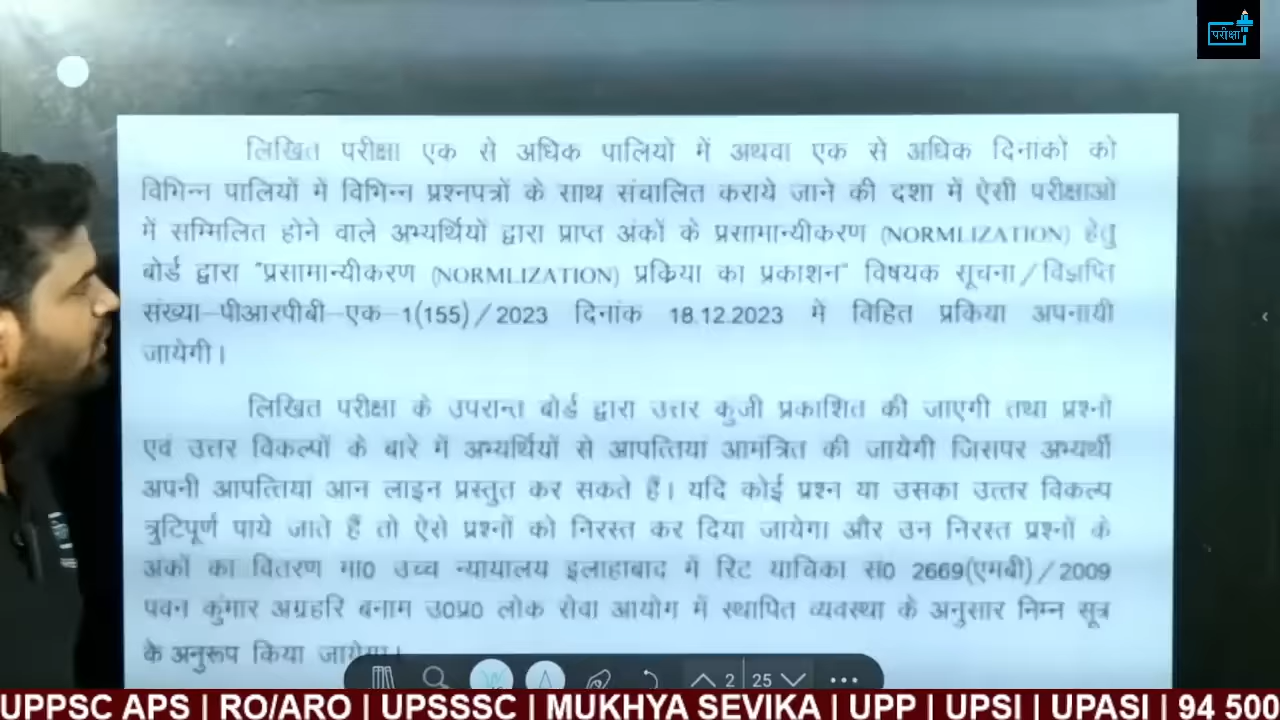 परीक्षा
लिखित परीक्षा एक से अधिक पालियों में अथवा एक से अधिक दिनांकों को
विभिन्न पालियों में विभिन्न प्रश्नपत्रों के साथ संचालित कराये जाने की दशा में ऐसी परीक्षाओं
में सम्मिलित होने वाले अभ्यर्थियों द्वारा प्राप्त अंकों के प्रसामान्यीकरण (NORMLIZATION) हेतु
बोर्ड द्वारा "प्रसामान्यीकरण (NORMLIZATION) प्रकिया का प्रकाशन" विषयक सूचना/विज्ञप्ति
संख्या-पीआरपीबी-एक-1(155)/2023 दिनांक 18.12.2023 मे विहित प्रकिया अपनायी
जायेगी।
लिखित परीक्षा के उपरान्त बोर्ड द्वारा उत्तर कुंजी प्रकाशित की जाएगी तथा प्रश्नों
एवं उत्तर विकल्पों के बारे में अभ्यर्थियों से आपत्तिया आमंत्रित की जायेगी जिसपर अभ्यर्थी
अपनी आपत्तियां आन लाइन प्रस्तुत कर सकते हैं। यदि कोई प्रश्न या उसका उत्तर विकल्प
त्रुटिपूर्ण पाये जाते हैं तो ऐसे प्रश्नों को निरस्त कर दिया जायेगा और उन निरस्त प्रश्नों के
अंकों का वितरण मा0 उच्च न्यायालय इलाहाबाद में रिट याचिका सं0 2669(एमबी)/2009
पवन कुमार अग्रहरि बनाम उ0प्र0 लोक सेवा आयोग में स्थापित व्यवस्था के अनुसार निम्न सूत्र
के अनुरूप किया जायेगा।
2 25
UPPSC APS | RO/ARO | UPSSSC | MUKHYA SEVIKA | UPP | UPSI | UPASI | 94 500